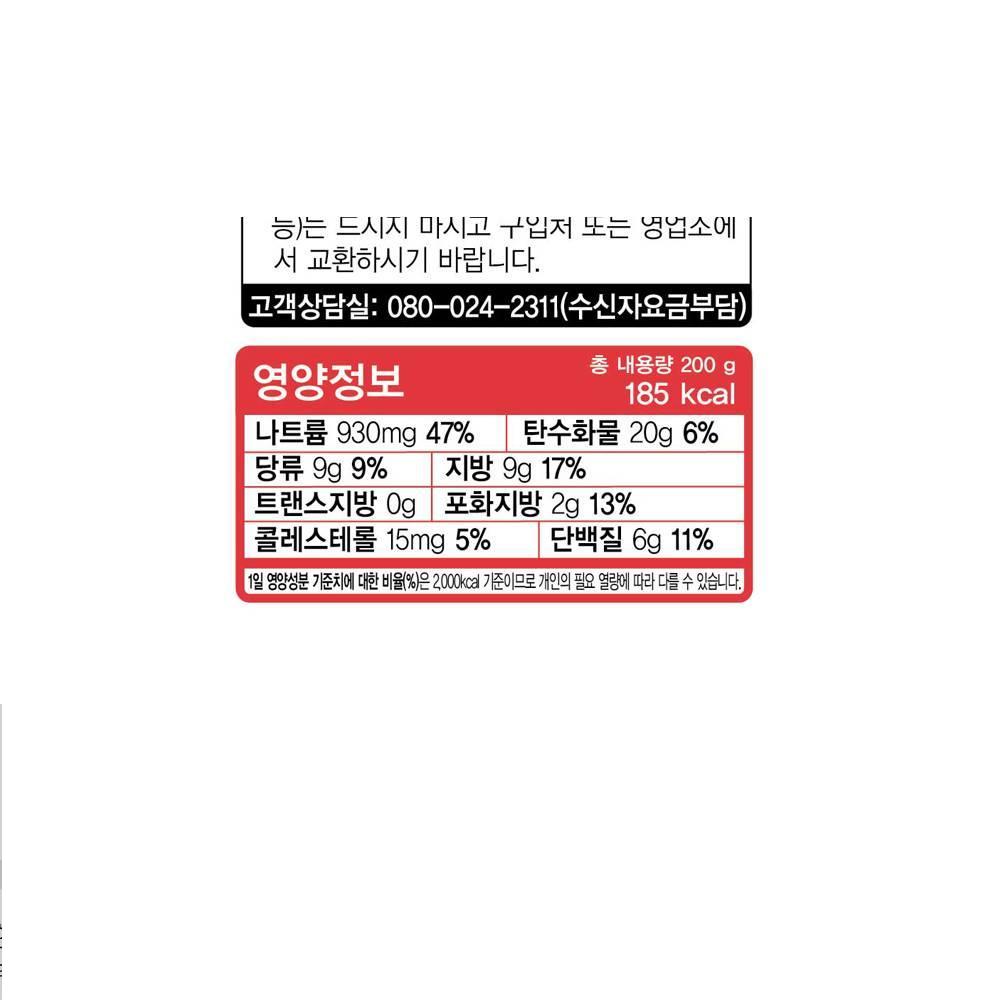 등)는 드시지 마시고 구입처 또는 영업소에
서 교환하시기 바랍니다.
고객상담실: 080-024-2311(수신자요금부담)
영양정보
총 내용량 200 g
185 kcal
나트륨 930mg 47% 탄수화물 20g 6%
당류 9g 9% 지방 9g 17%
트랜스지방 0g 포화지방 2g 13%
콜레스테롤 15mg 5% 단백질 6g 11%
1일 영양성분 기준치에 대한 비율(%)은 2,000kcal 기준이므로 개인의 필요 열량에 따라 다를 수 있습니다.